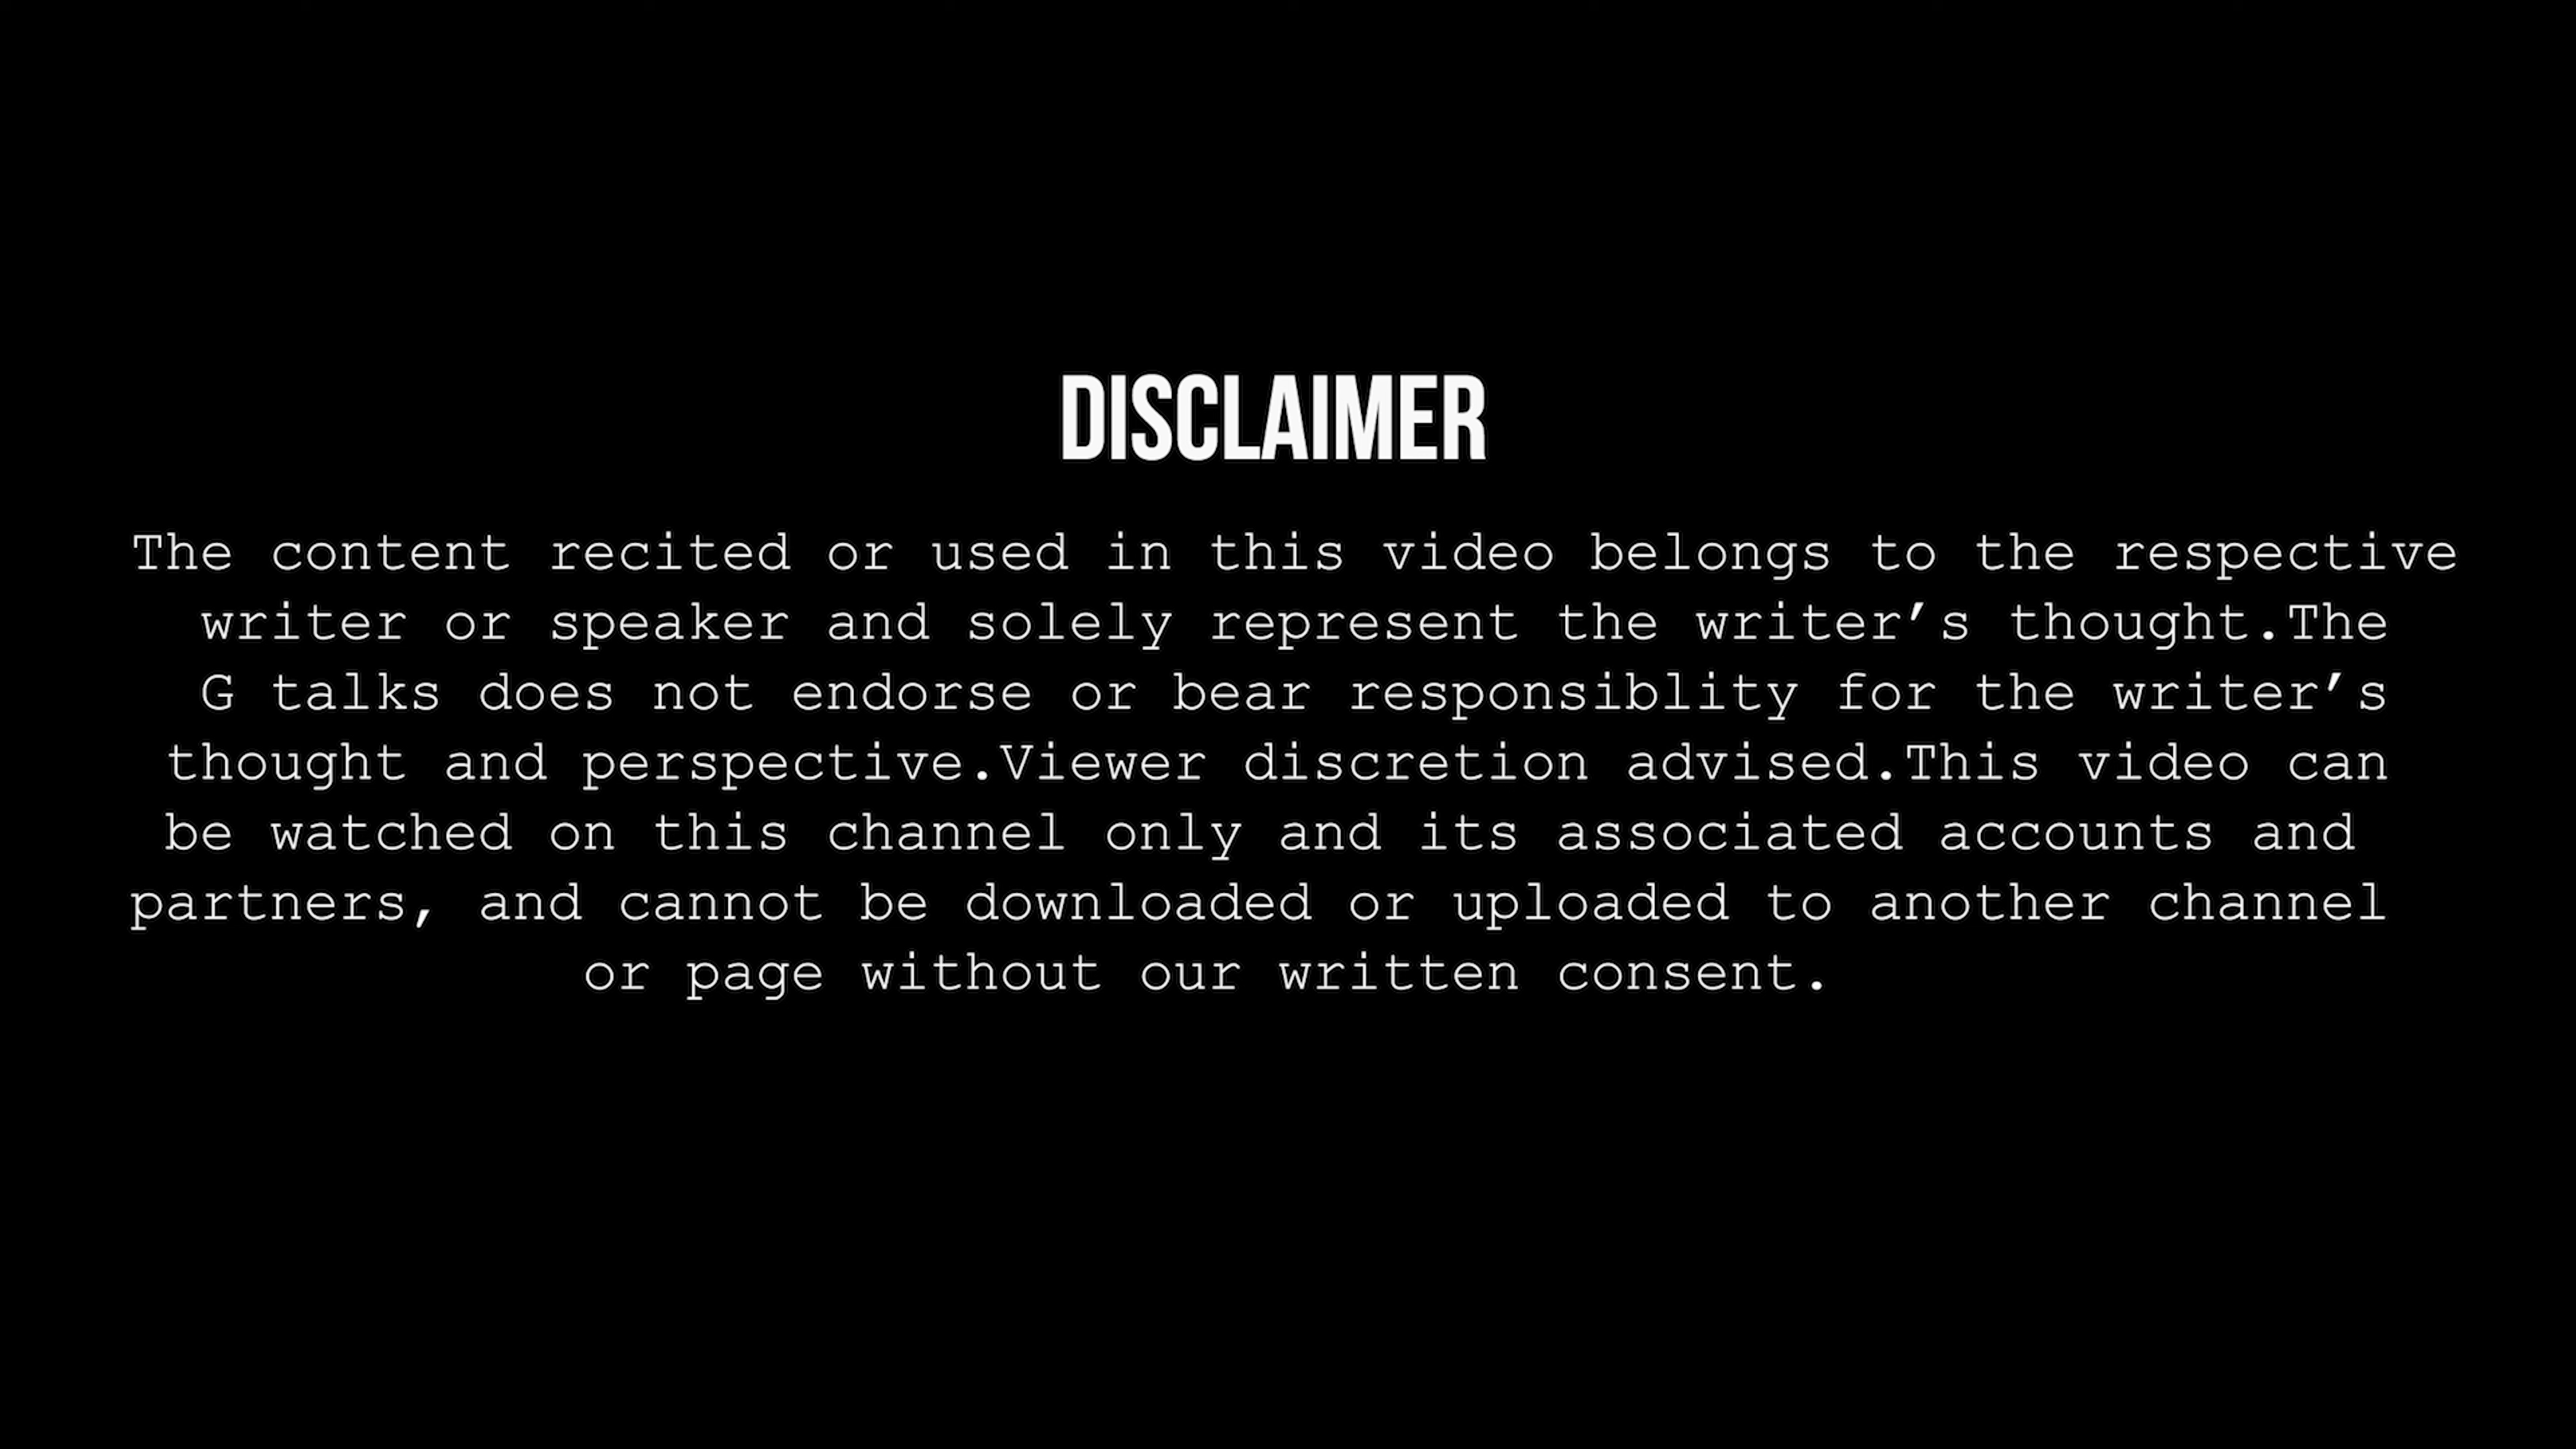 DISCLAIMER
The content recited or used in this video belongs to the respective
writer or speaker and solely represent the writer’s thought.The
G talks does not endorse or bear responsiblity for the writer’s
thought and perspective.Viewer discretion advised.This video can
be watched on this channel only and its associated accounts and
partners, and cannot be downloaded or uploaded to another channel
or page without our written consent.